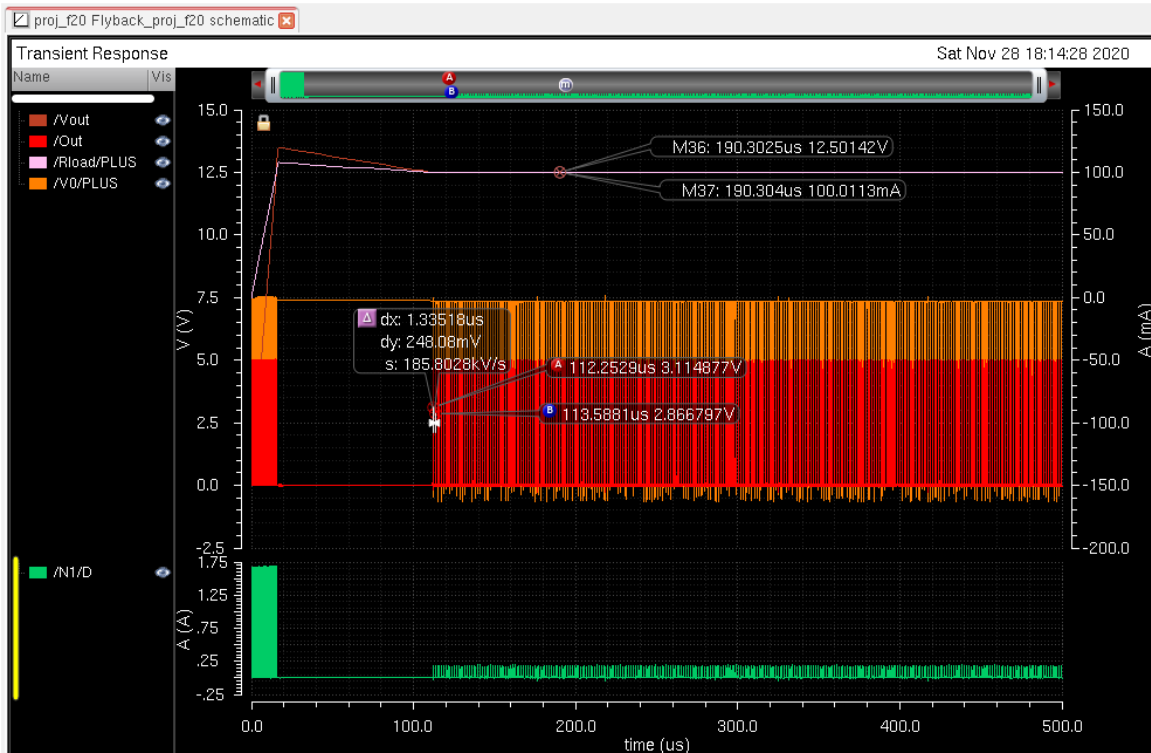 proj_f20 Flyback_proj_f20 schematic
Transient Response
Sat Nov 28 18:14:28 2020
Name Vis
/Vout
/Out
/Rload/PLUS
/V0/PLUS
A
B
m
15.0
12.5
10.0
7.5
5.0
2.5
0.0
-2.5
V (V)
M36: 190.3025us 12.50142V
M37: 190.304us 100.0113mA
Δ dx: 1.33518us
dy: 248.08mV
s: 185.8028kV/s
A 112.2529us 3.114877V
B 113.5881us 2.866797V
150.0
100.0
50.0
0.0
-50.0
-100.0
-150.0
-200.0
A (mA)
/N1/D
1.75
1.25
.75
.25
-.25
A (A)
0.0 100.0 200.0 300.0 400.0 500.0
time (us)